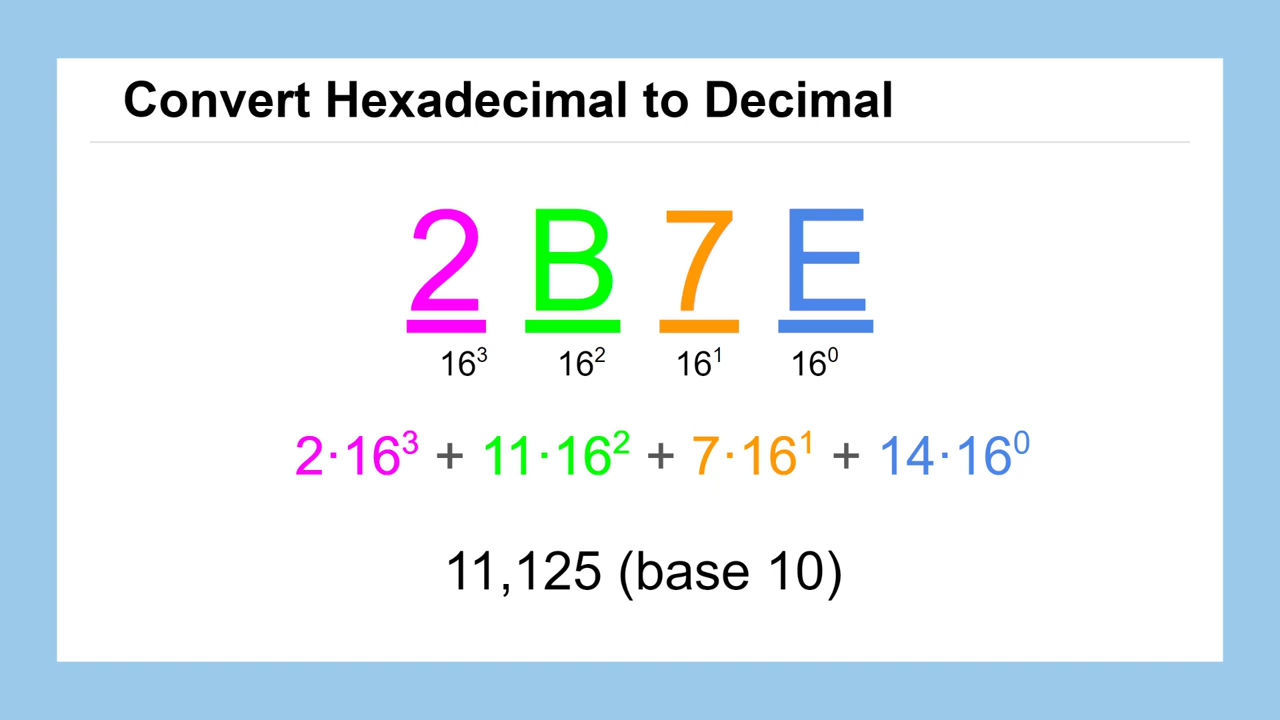 Convert Hexadecimal to Decimal
2 B 7 E
16³ 16² 16¹ 16⁰
2·16³ + 11·16² + 7·16¹ + 14·16⁰
11,125 (base 10)